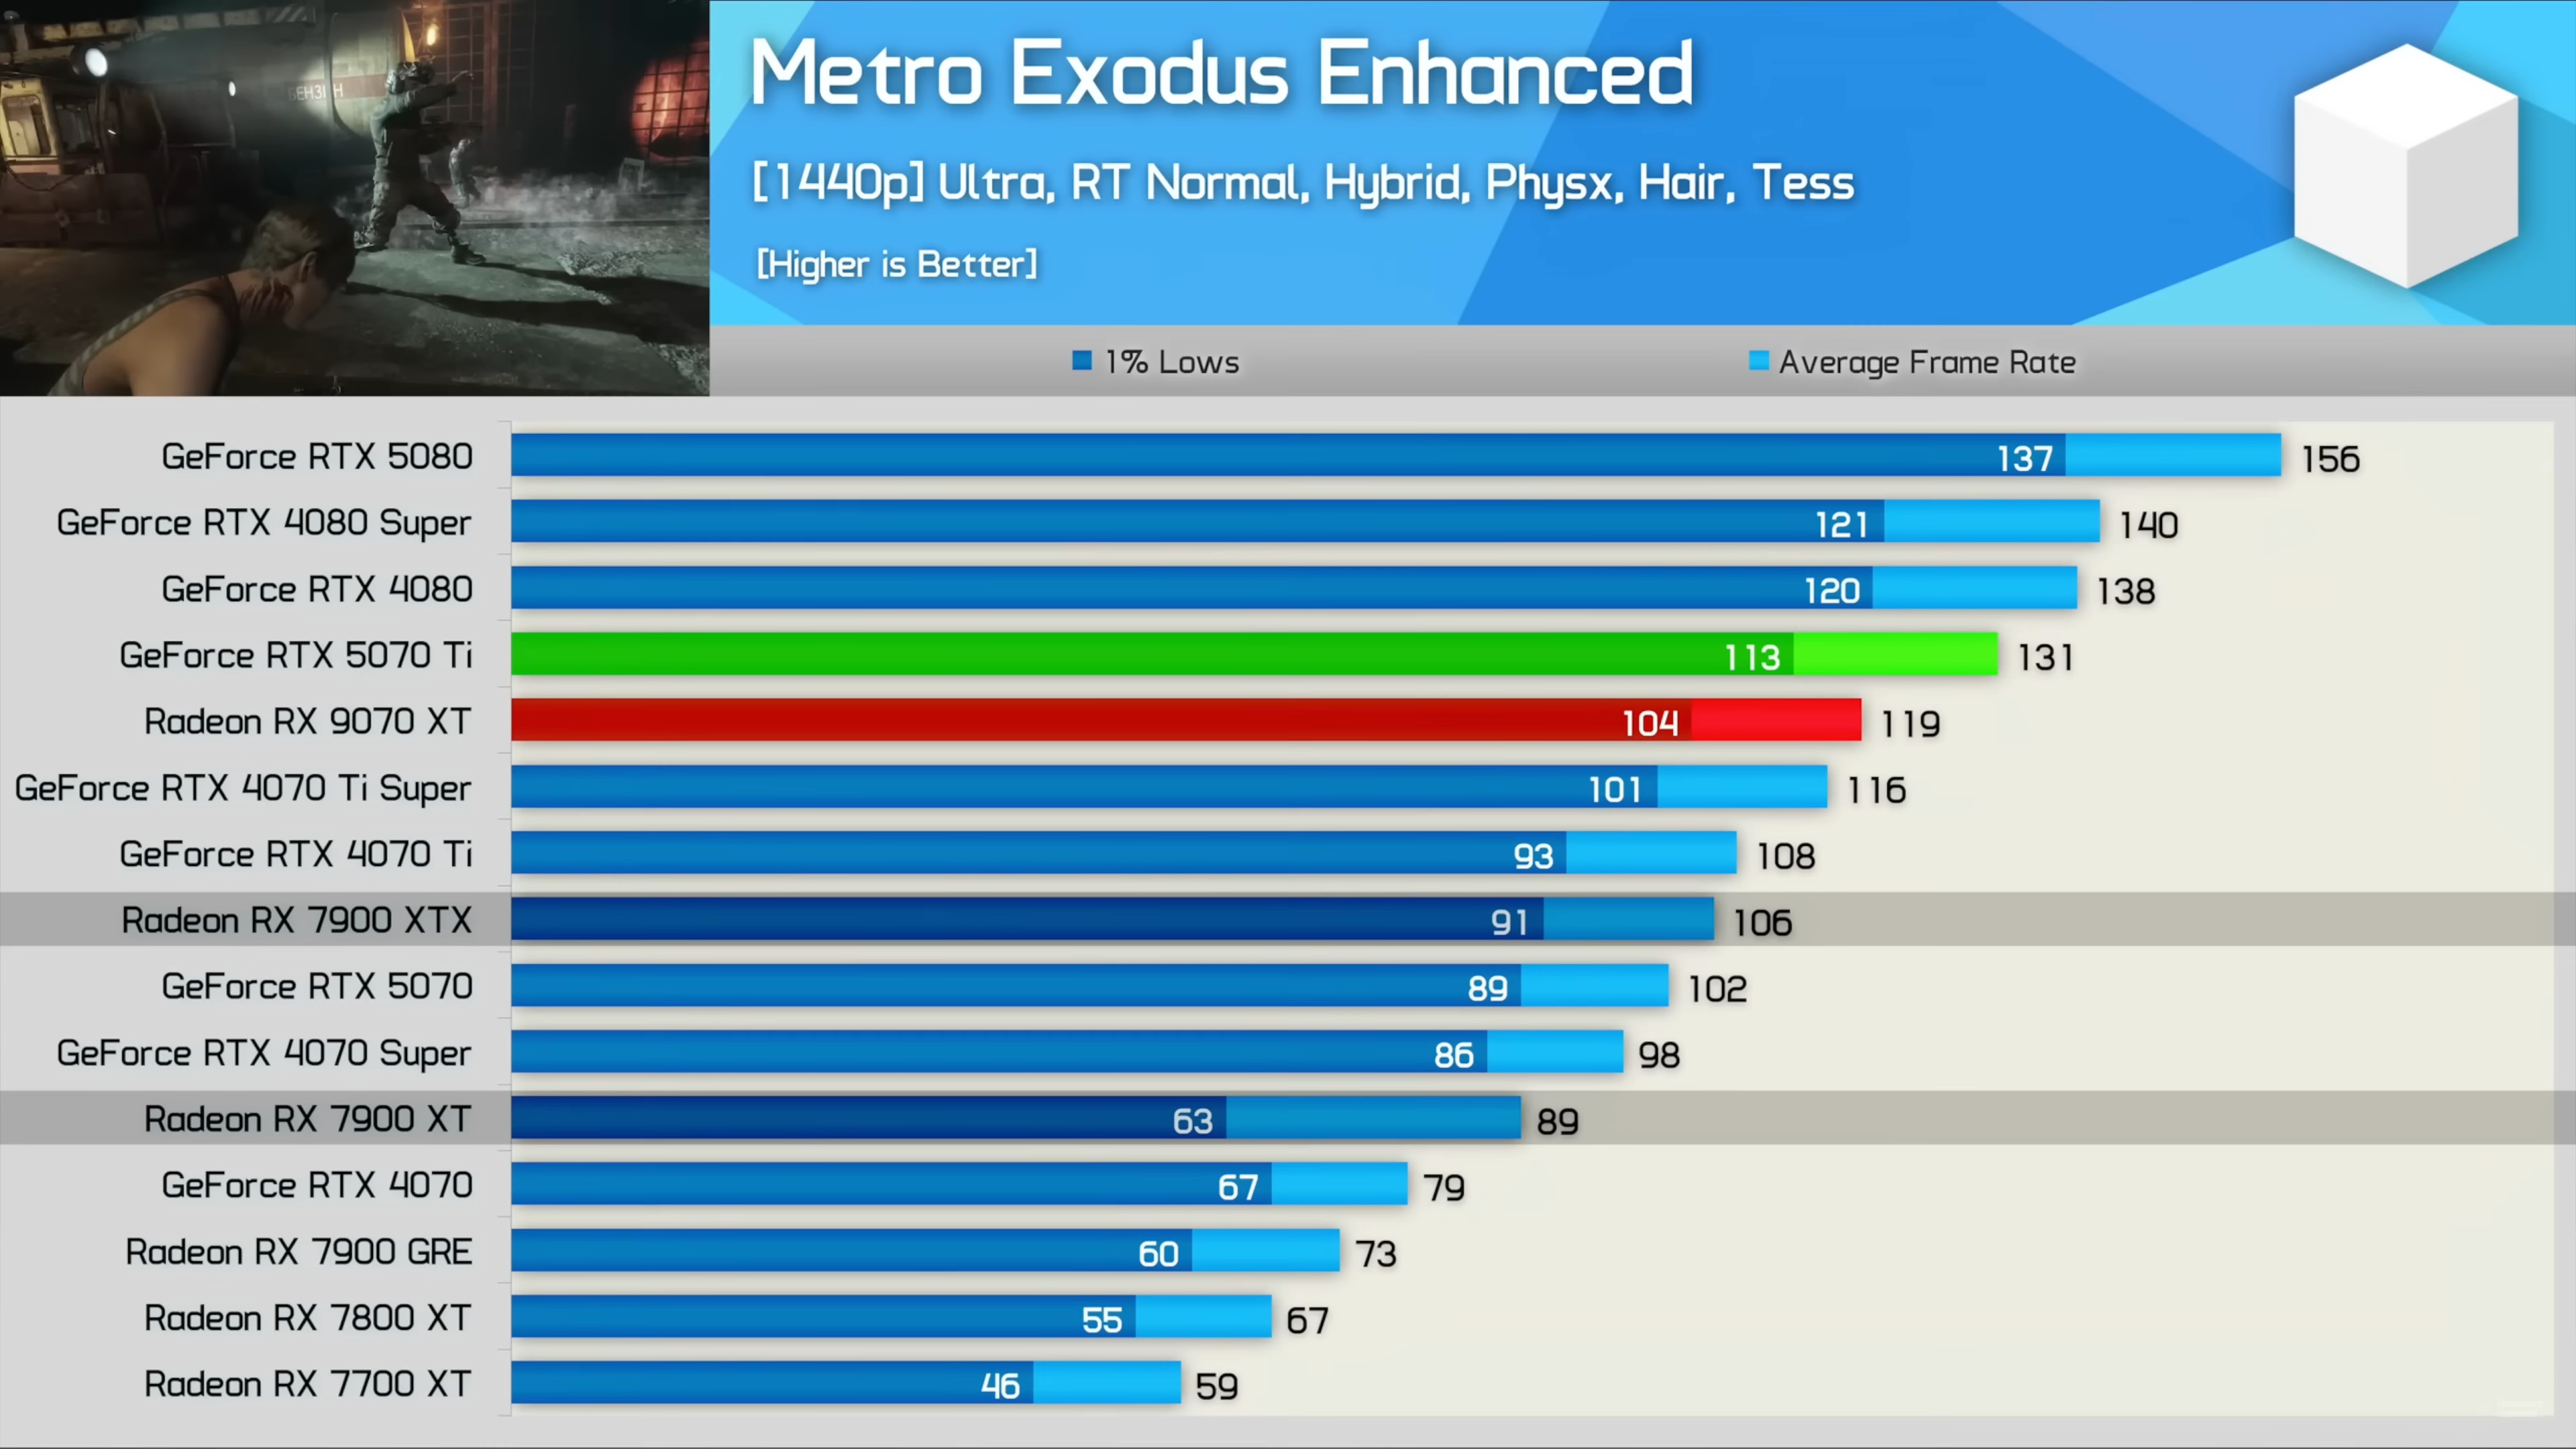 БЕНЗИН
Metro Exodus Enhanced
[1440p] Ultra, RT Normal, Hybrid, Physx, Hair, Tess
[Higher is Better]
1% Lows
Average Frame Rate
GeForce RTX 5080 137 156
GeForce RTX 4080 Super 121 140
GeForce RTX 4080 120 138
GeForce RTX 5070 Ti 113 131
Radeon RX 9070 XT 104 119
GeForce RTX 4070 Ti Super 101 116
GeForce RTX 4070 Ti 93 108
Radeon RX 7900 XTX 91 106
GeForce RTX 5070 89 102
GeForce RTX 4070 Super 86 98
Radeon RX 7900 XT 63 89
GeForce RTX 4070 67 79
Radeon RX 7900 GRE 60 73
Radeon RX 7800 XT 55 67
Radeon RX 7700 XT 46 59